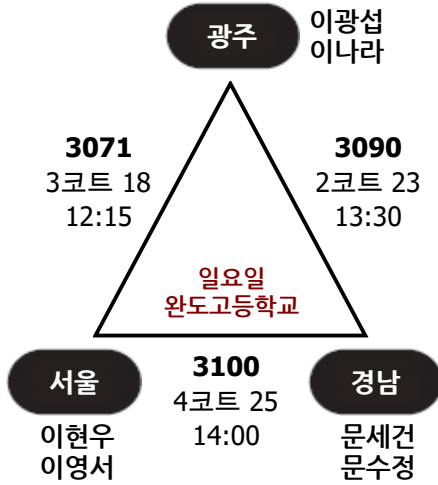 광주
이광섭
이나라
3071
3코트 18
12:15
3090
2코트 23
13:30
일요일
완도고등학교
서울
이현우
이영서
3100
4코트 25
14:00
경남
문세건
문수정